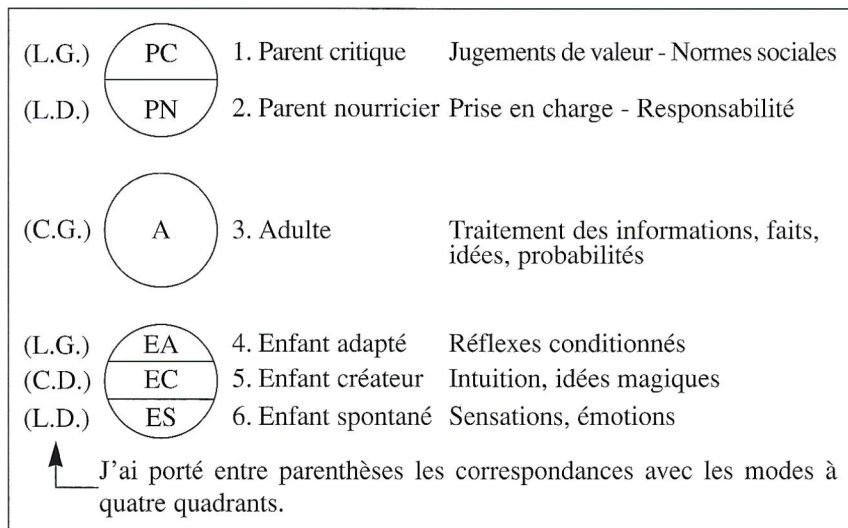 (L.G.) PC 1. Parent critique Jugements de valeur - Normes sociales
(L.D.) PN 2. Parent nourricier Prise en charge - Responsabilité
(C.G.) A 3. Adulte Traitement des informations, faits,
idées, probabilités
(L.G.) EA 4. Enfant adapté Réflexes conditionnés
(C.D.) EC 5. Enfant créateur Intuition, idées magiques
(L.D.) ES 6. Enfant spontané Sensations, émotions
J'ai porté entre parenthèses les correspondances avec les modes à
quatre quadrants.